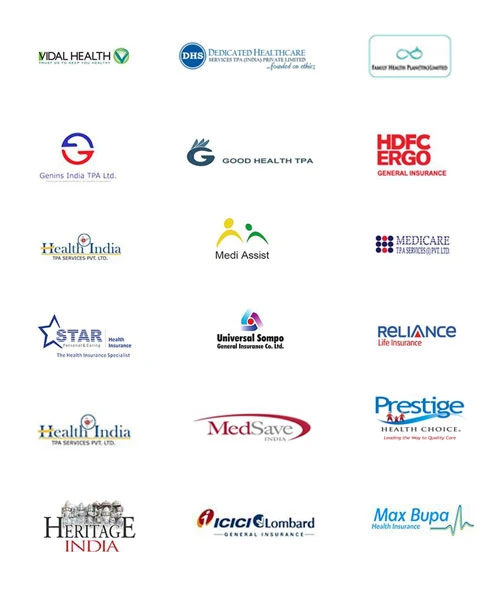 VIDAL HEALTH
TRUST US TO KEEP YOU HEALTHY
DHS
DEDICATED HEALTHCARE
SERVICES TPA (INDIA) PRIVATE LIMITED
...founded on ethics
FAMILY HEALTH PLAN(TPA) LIMITED
Genins India TPA Ltd.
G GOOD HEALTH TPA
HDFC
ERGO
GENERAL INSURANCE
Health India
TPA SERVICES PVT. LTD.
Medi Assist
MEDICARE
T.P.A SERVICES (I) PVT. LTD.
STAR
Health
Insurance
Personal & Caring
The Health Insurance Specialist
Universal Sompo
General Insurance Co. Ltd.
RELIANCE
Life Insurance
Health India
TPA SERVICES PVT. LTD.
MedSave
INDIA
Prestige
HEALTH CHOICE
Leading the Way to Quality Care
HERITAGE
INDIA
ICICI Lombard
GENERAL INSURANCE
Max Bupa
Health Insurance